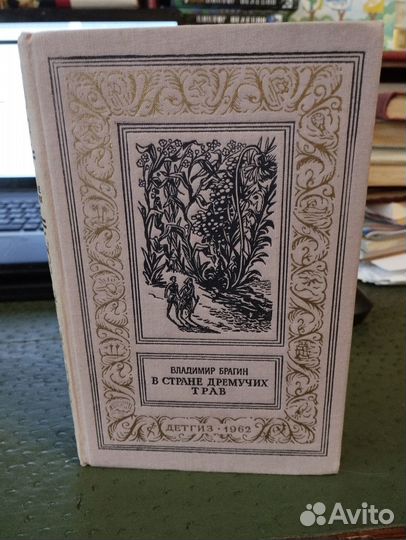 ВЛАДИМИР БРАГИН
В СТРАНЕ ДРЕМУЧИХ
ТРАВ
ДЕТГИЗ · 1962
Avito